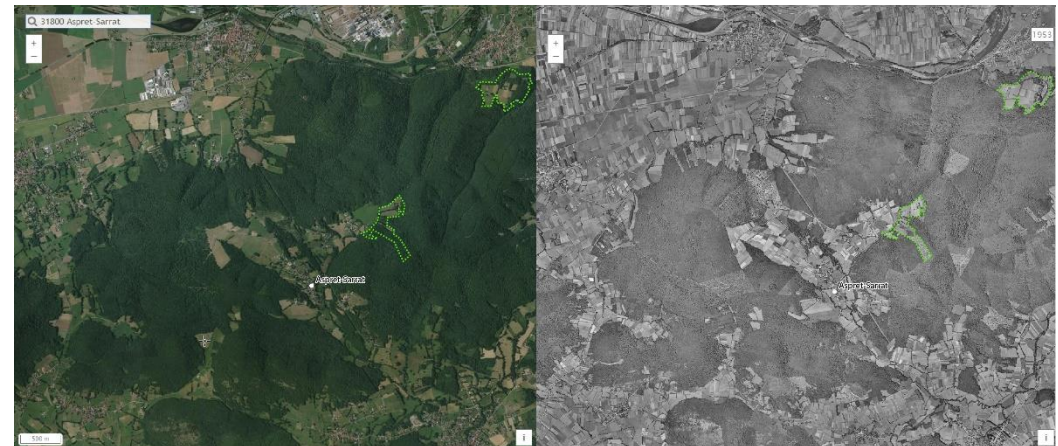 31800 Aspret-Sarrat
+
–
Aspret-Sarrat
500 m
i
+
–
1953
Aspret-Sarrat
i